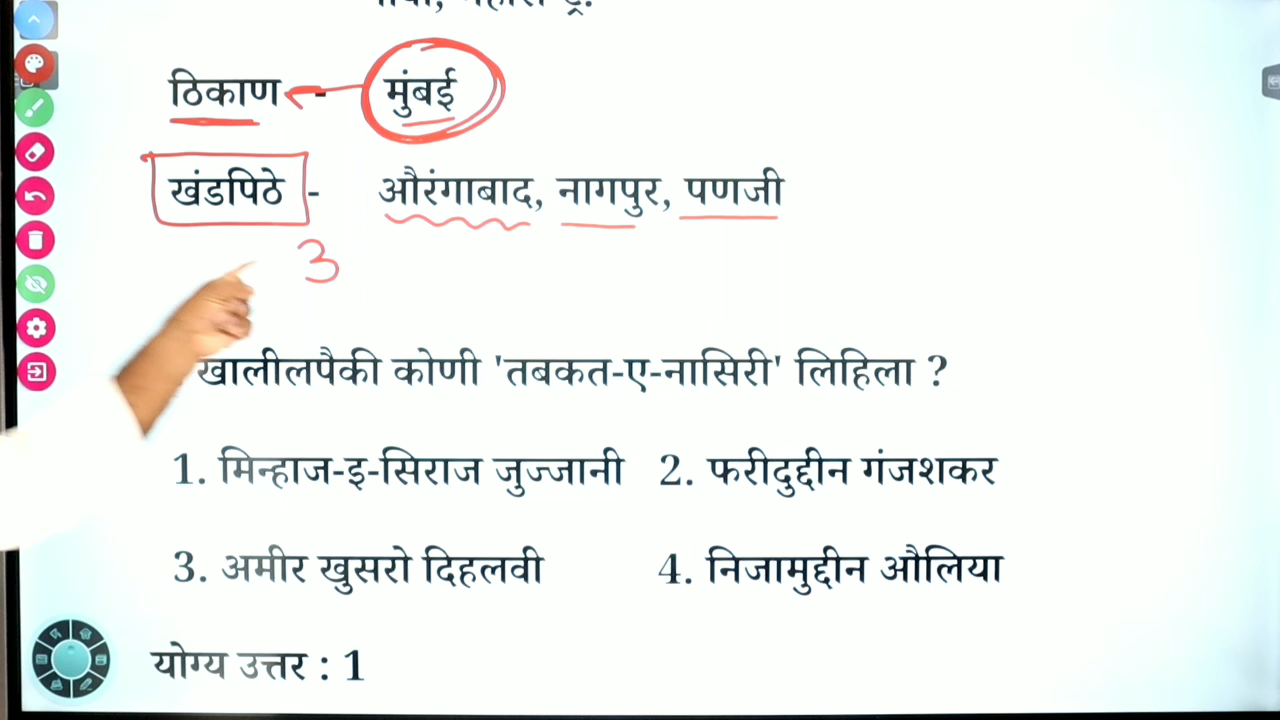 ठिकाण - मुंबई
खंडपिठे - औरंगाबाद, नागपुर, पणजी
3
खालीलपैकी कोणी 'तबकत-ए-नासिरी' लिहिला ?
1. मिन्हाज-इ-सिराज जुज्जानी 2. फरीदुद्दीन गंजशकर
3. अमीर खुसरो दिहलवी 4. निजामुद्दीन औलिया
योग्य उत्तर : 1